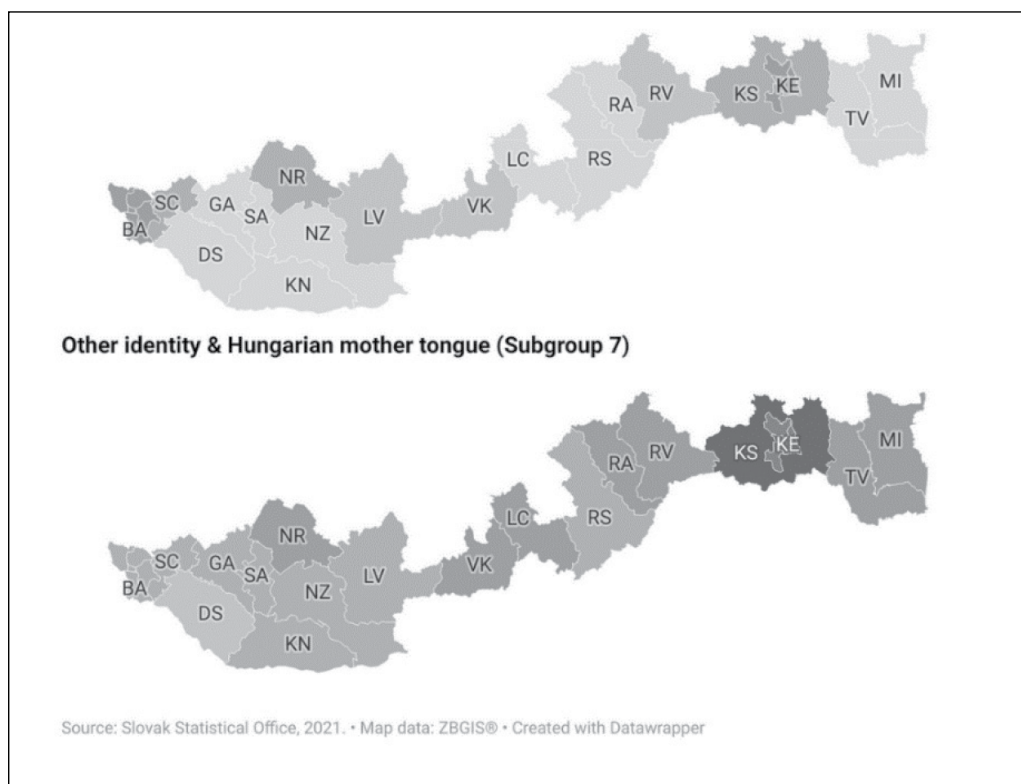 RV
MI
KS
KE
RA
TV
LC
RS
NR
SC
GA
SA
LV
VK
BA
NZ
DS
KN
Other identity & Hungarian mother tongue (Subgroup 7)
MI
KS
KE
RV
RA
TV
LC
RS
NR
SC
GA
VK
SA
LV
BA
NZ
DS
KN
Source: Slovak Statistical Office, 2021. • Map data: ZBGIS® • Created with Datawrapper